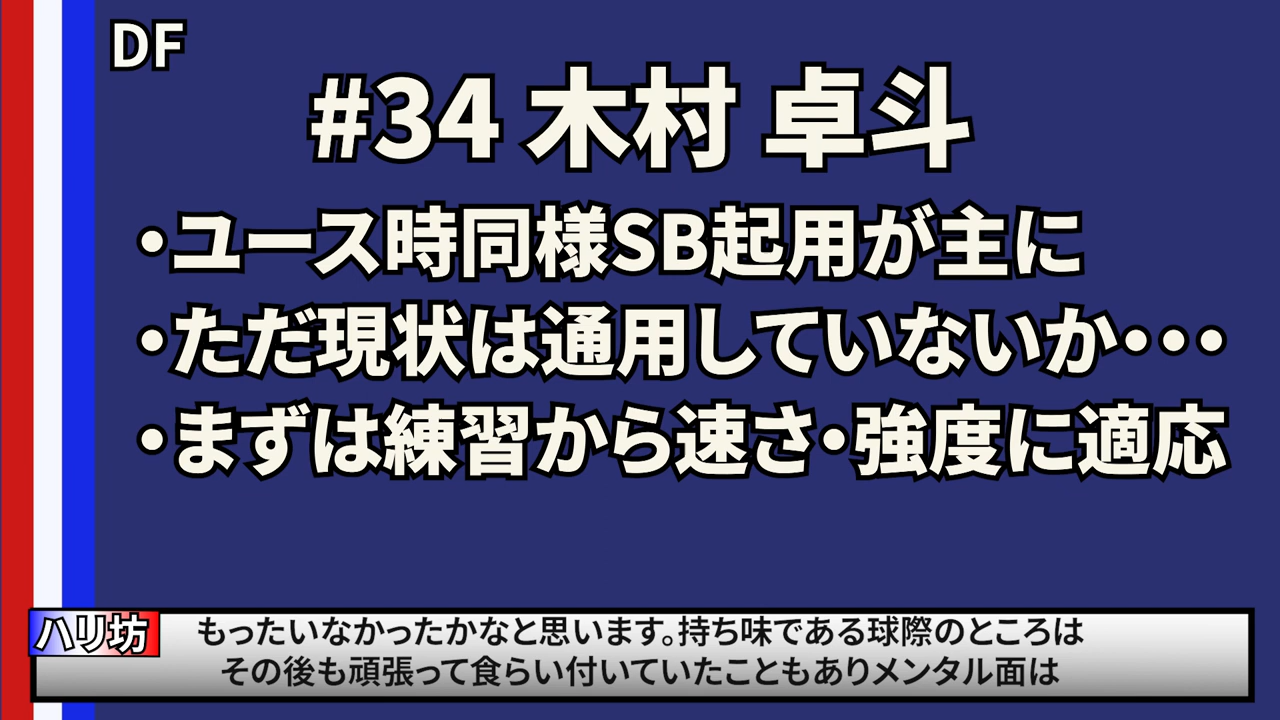 DF
#34 木村 卓斗
・ユース時同様SB起用が主に
・ただ現状は通用していないか・・・
・まずは練習から速さ・強度に適応
ハリ坊
もったいなかったかなと思います。持ち味である球際のところは
その後も頑張って食らい付いていたこともありメンタル面は